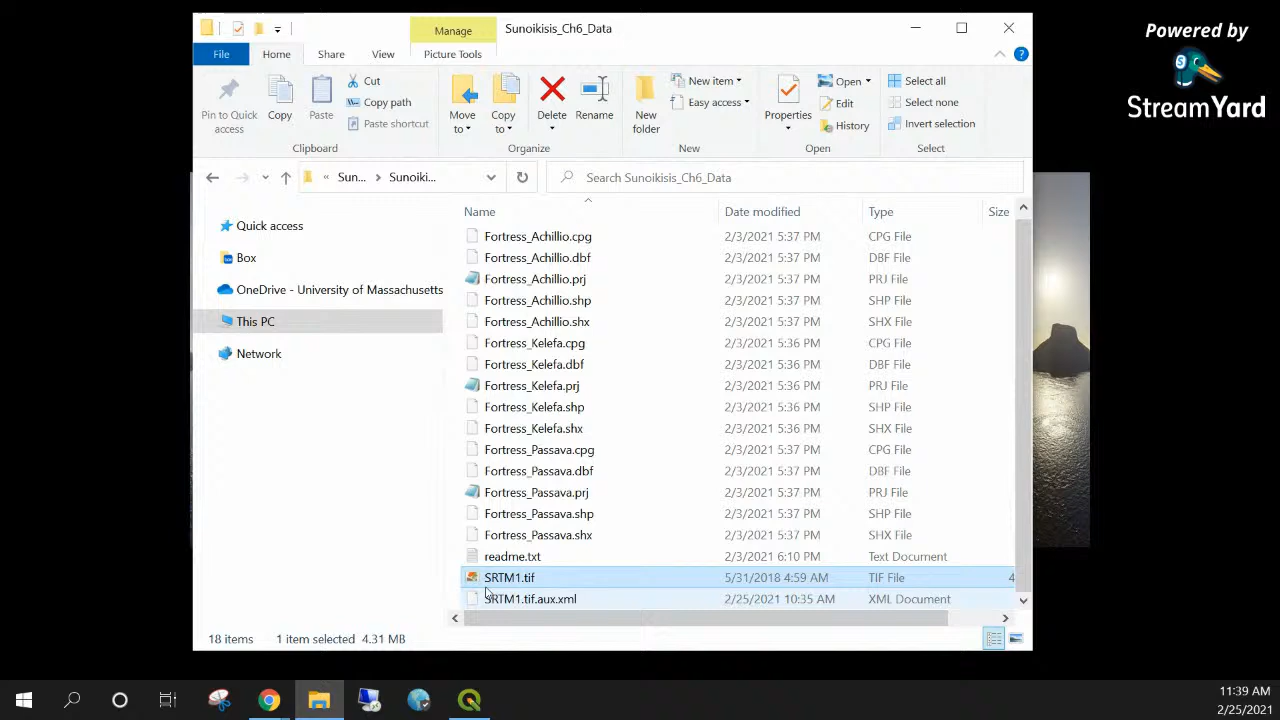 Manage
Sunoikisis_Ch6_Data
Powered by
StreamYard
File
Home
Share
View
Picture Tools
Pin to Quick
access
Copy
Paste
Cut
Copy path
Paste shortcut
Move
to
Copy
to
Delete
Rename
New
folder
New item
Easy access
Properties
Open
Edit
History
Select all
Select none
Invert selection
Clipboard
Organize
New
Open
Select
« Sun... > Sunoiki...
Search Sunoikisis_Ch6_Data
Quick access
Box
OneDrive - University of Massachusetts
This PC
Network
Name Date modified Type Size
Fortress_Achillio.cpg 2/3/2021 5:37 PM CPG File
Fortress_Achillio.dbf 2/3/2021 5:37 PM DBF File
Fortress_Achillio.prj 2/3/2021 5:37 PM PRJ File
Fortress_Achillio.shp 2/3/2021 5:37 PM SHP File
Fortress_Achillio.shx 2/3/2021 5:37 PM SHX File
Fortress_Kelefa.cpg 2/3/2021 5:36 PM CPG File
Fortress_Kelefa.dbf 2/3/2021 5:36 PM DBF File
Fortress_Kelefa.prj 2/3/2021 5:36 PM PRJ File
Fortress_Kelefa.shp 2/3/2021 5:36 PM SHP File
Fortress_Kelefa.shx 2/3/2021 5:36 PM SHX File
Fortress_Passava.cpg 2/3/2021 5:37 PM CPG File
Fortress_Passava.dbf 2/3/2021 5:37 PM DBF File
Fortress_Passava.prj 2/3/2021 5:37 PM PRJ File
Fortress_Passava.shp 2/3/2021 5:37 PM SHP File
Fortress_Passava.shx 2/3/2021 5:37 PM SHX File
readme.txt 2/3/2021 6:10 PM Text Document
SRTM1.tif 5/31/2018 4:59 AM TIF File 4
SRTM1.tif.aux.xml 2/25/2021 10:35 AM XML Document
18 items 1 item selected 4.31 MB
11:39 AM
2/25/2021